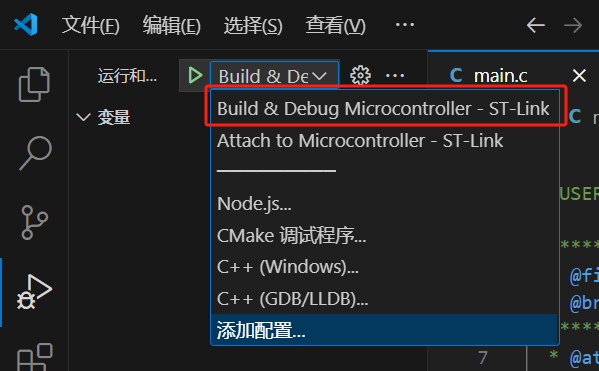 文件(F) 编辑(E) 选择(S) 查看(V) ···
运行和... Build & De ··· C main.c
Build & Debug Microcontroller - ST-Link
变量
C
Attach to Microcontroller - ST-Link
Node.js...
USER
CMake 调试程序...
****
C++ (Windows)...
@fi
C++ (GDB/LLDB)...
@br
添加配置...
****
7 * @at